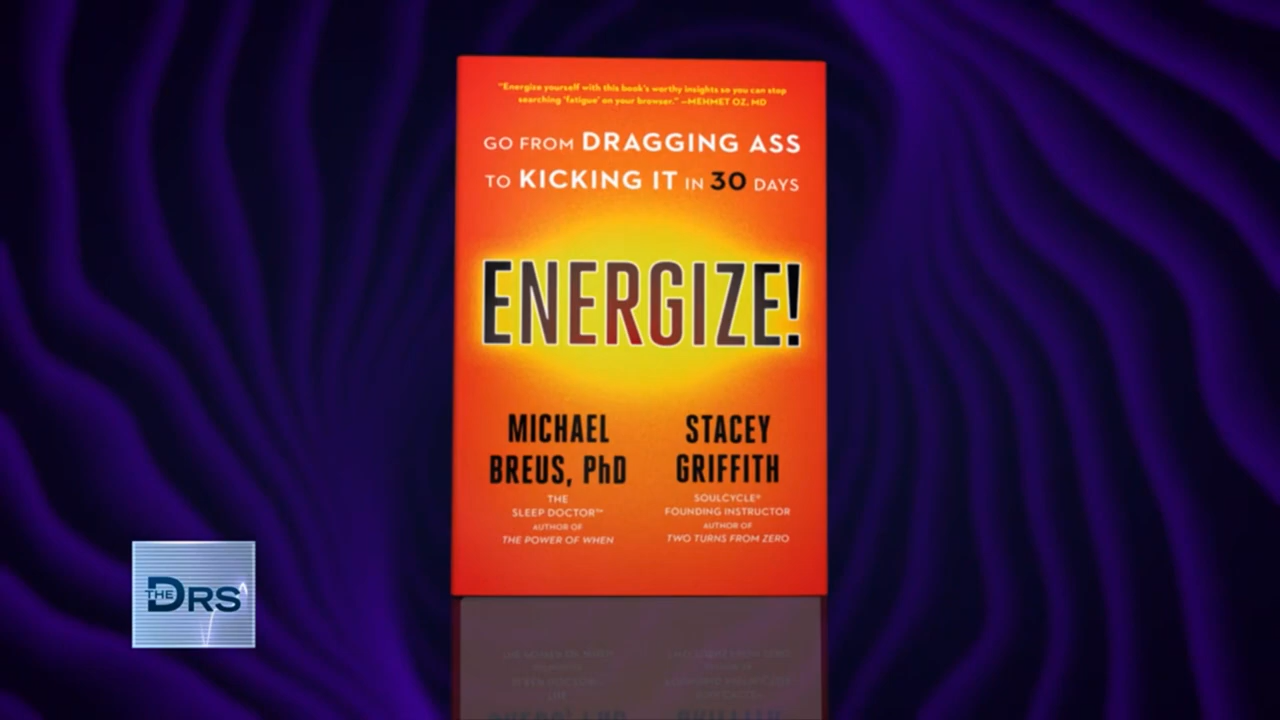 "Energize yourself with this book's worthy insights so you can stop
searching 'fatigue' on your browser." —MEHMET OZ, MD
GO FROM DRAGGING ASS
TO KICKING IT IN 30 DAYS
ENERGIZE!
MICHAEL
BREUS, PhD
THE
SLEEP DOCTOR™
AUTHOR OF
THE POWER OF WHEN
STACEY
GRIFFITH
SOULCYCLE®
FOUNDING INSTRUCTOR
AUTHOR OF
TWO TURNS FROM ZERO
THE DRS